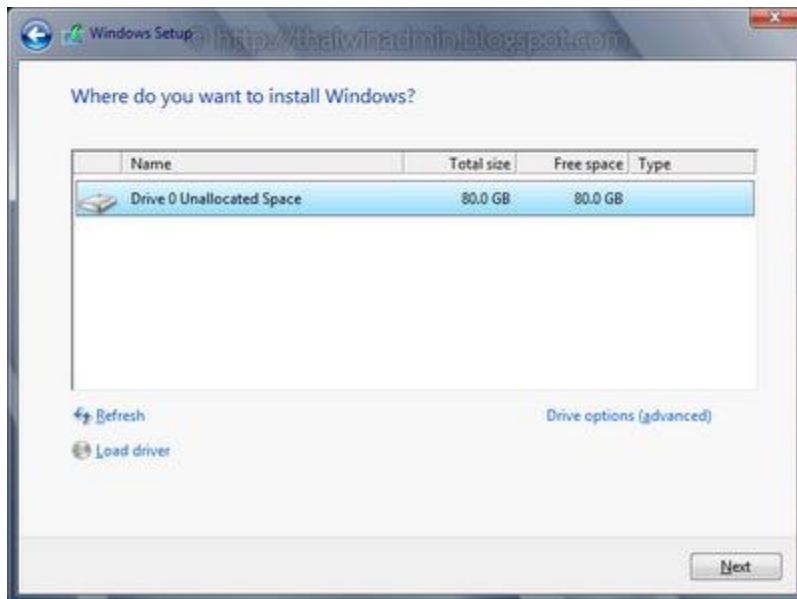 Windows Setup
© http://thaiwinadmin.blogspot.com
Where do you want to install Windows?
Name Total size Free space Type
Drive 0 Unallocated Space 80.0 GB 80.0 GB
Refresh Drive options (advanced)
Load driver
Next